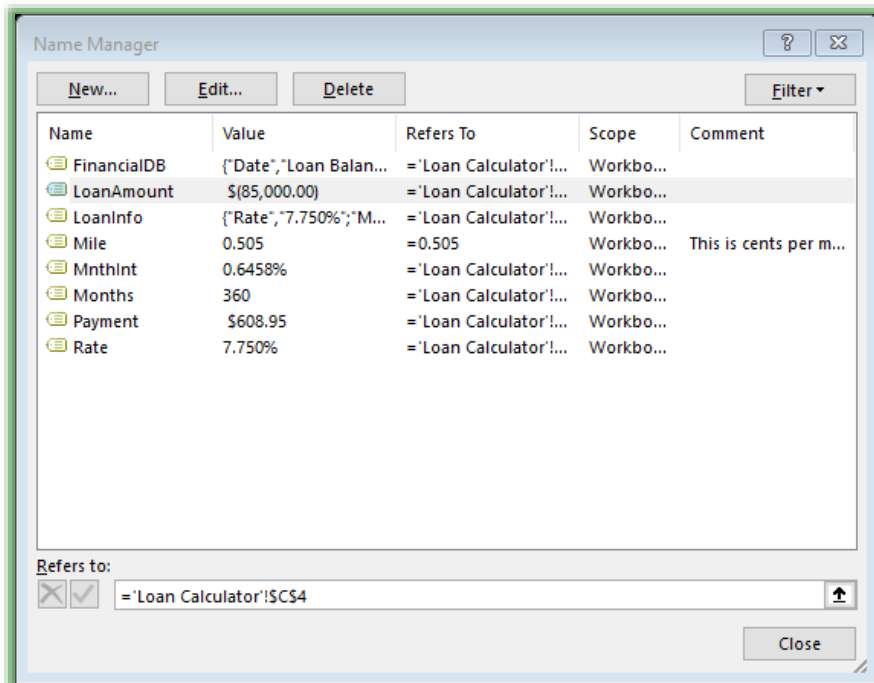 Name Manager ?
New... Edit... Delete Filter
Name Value Refers To Scope Comment
FinancialDB {"Date","Loan Balan... ='Loan Calculator'!... Workbo...
LoanAmount $(85,000.00) ='Loan Calculator'!... Workbo...
LoanInfo {"Rate","7.750%";"M... ='Loan Calculator'!... Workbo...
Mile 0.505 =0.505 Workbo... This is cents per m...
MnthInt 0.6458% ='Loan Calculator'!... Workbo...
Months 360 ='Loan Calculator'!... Workbo...
Payment $608.95 ='Loan Calculator'!... Workbo...
Rate 7.750% ='Loan Calculator'!... Workbo...
Refers to:
='Loan Calculator'!$C$4
Close